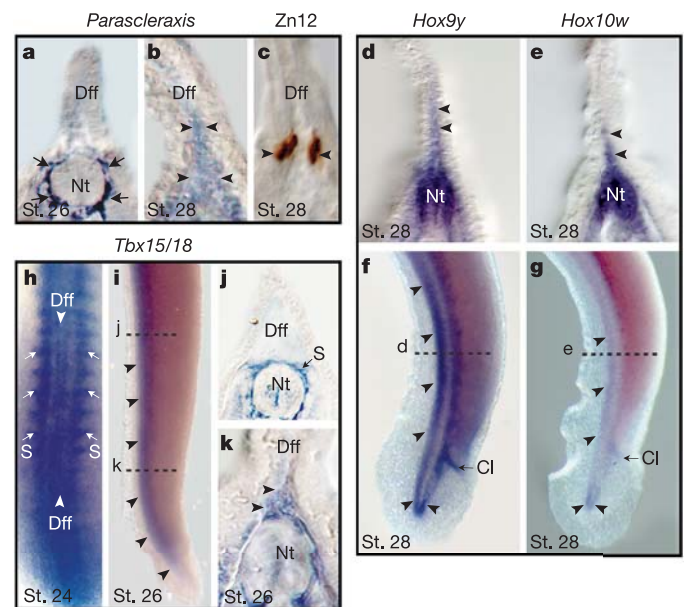 Parascleraxis
Zn12
Hox9y
Hox10w
a
Dff
Nt
St. 26
b
Dff
St. 28
c
Dff
St. 28
d
Nt
St. 28
e
Nt
St. 28
Tbx15/18
h
Dff
S
S
Dff
St. 24
i
j
k
St. 26
j
Dff
S
Nt
k
Dff
Nt
St. 26
f
d
Cl
St. 28
g
e
Cl
St. 28